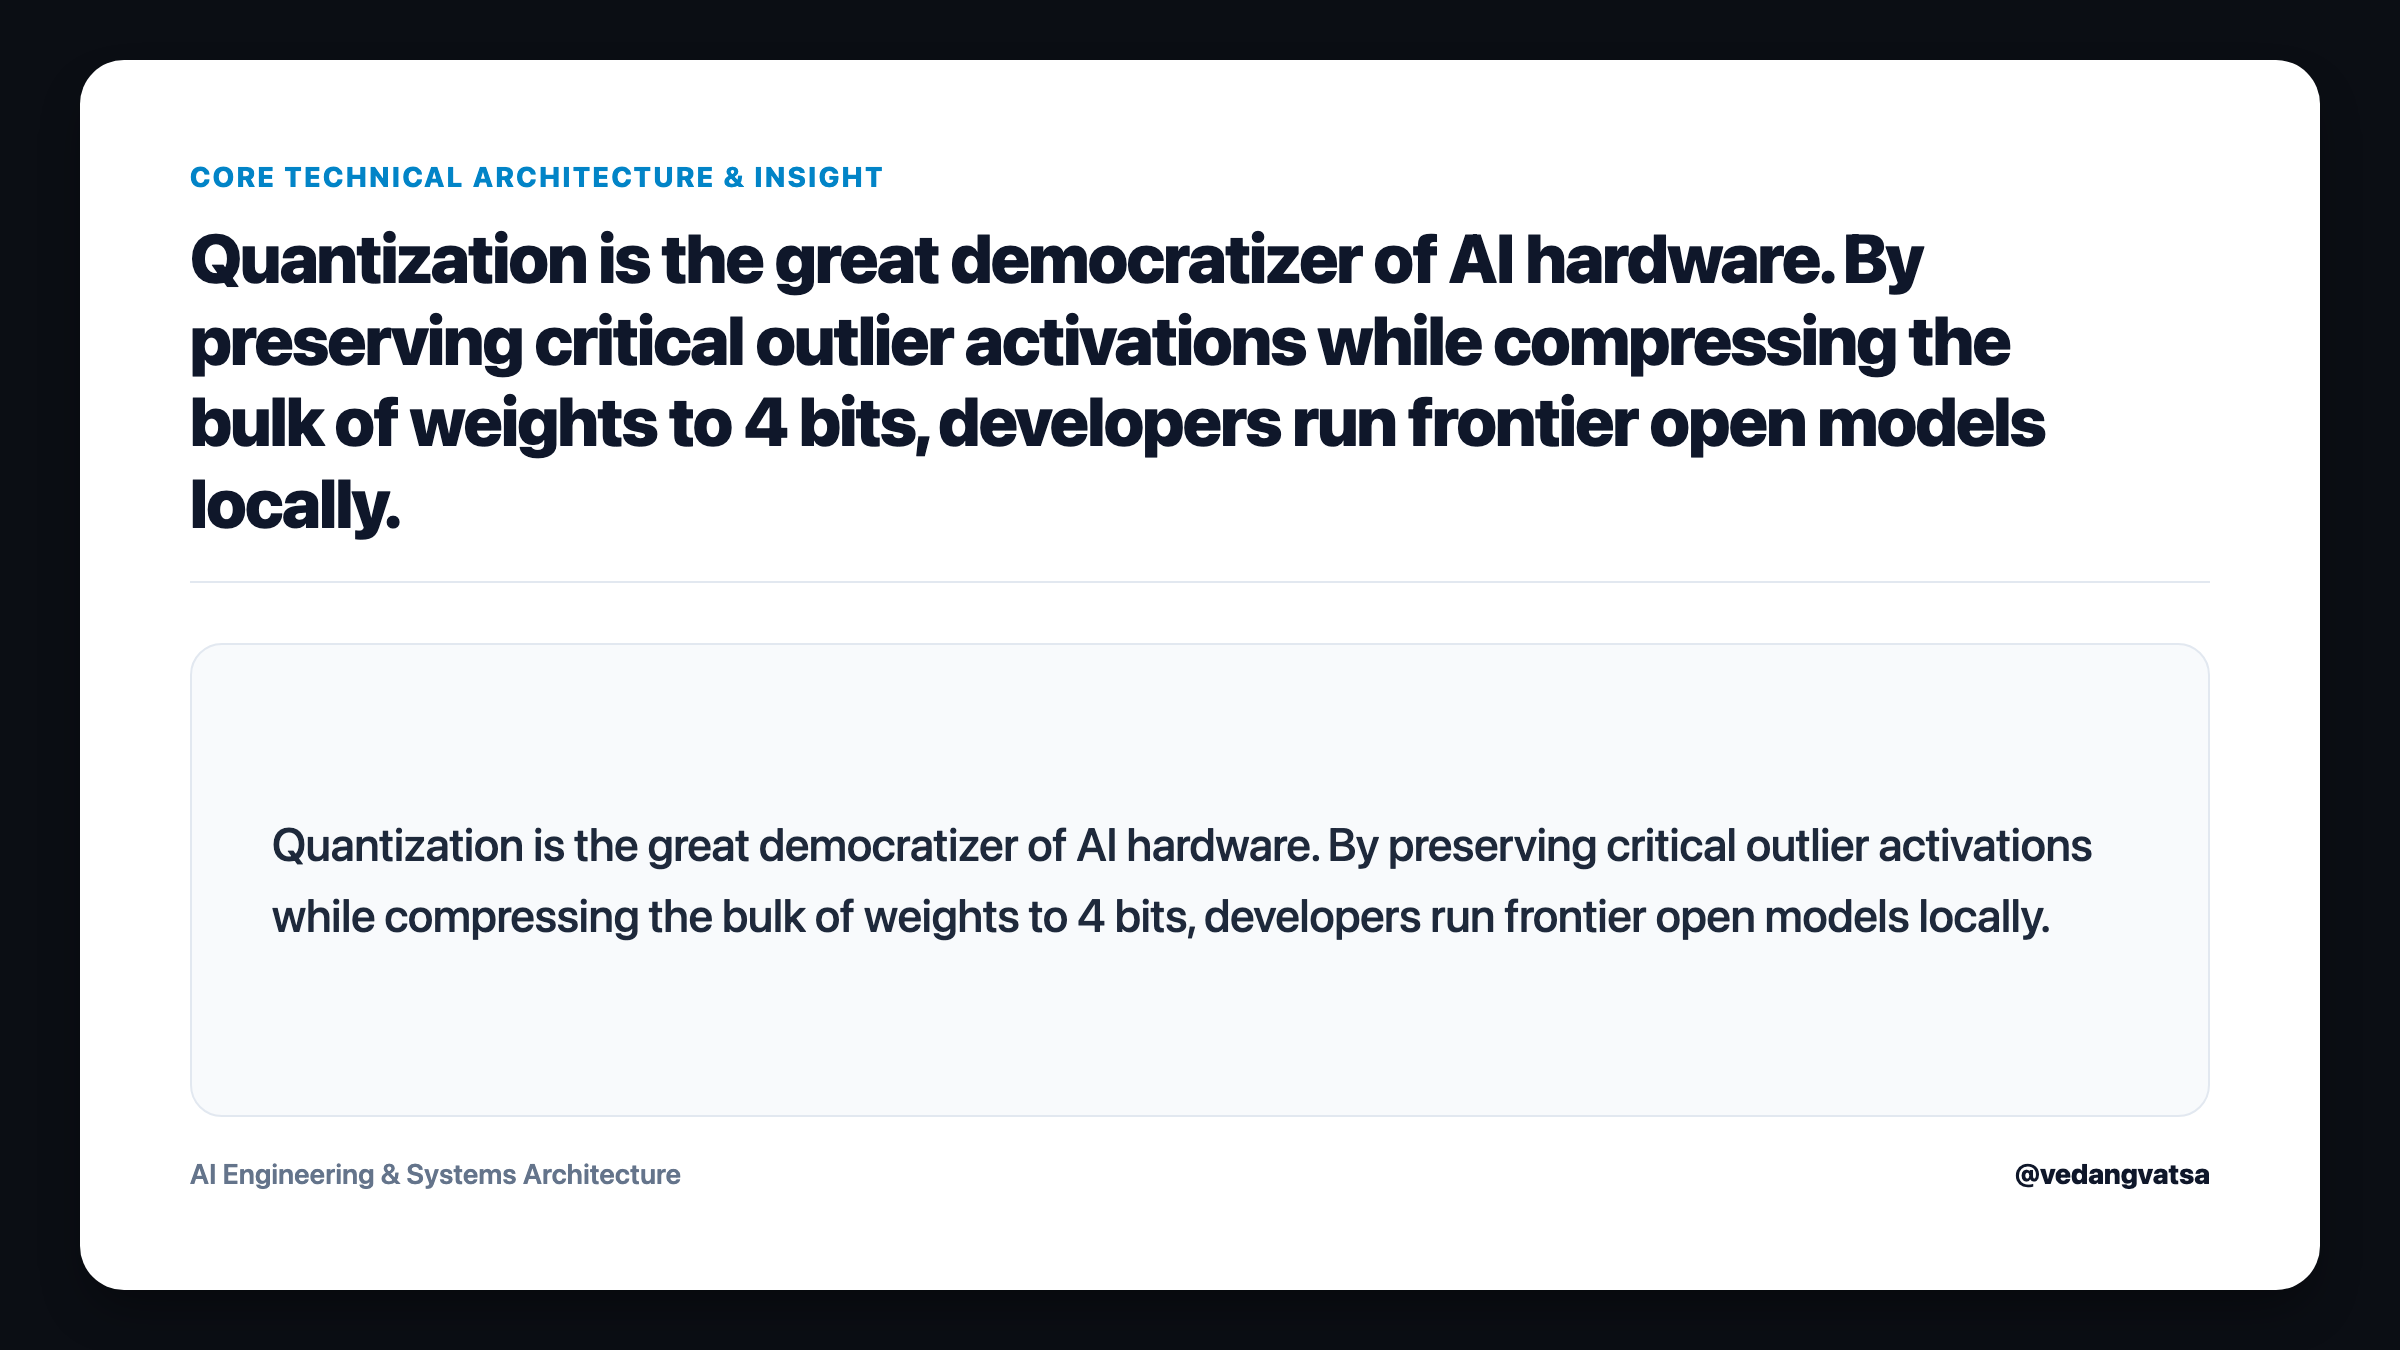 CORE TECHNICAL ARCHITECTURE & INSIGHT
Quantization is the great democratizer of AI hardware. By
preserving critical outlier activations while compressing the
bulk of weights to 4 bits, developers run frontier open models
locally.
Quantization is the great democratizer of AI hardware. By preserving critical outlier activations
while compressing the bulk of weights to 4 bits, developers run frontier open models locally.
AI Engineering & Systems Architecture
@vedangvatsa